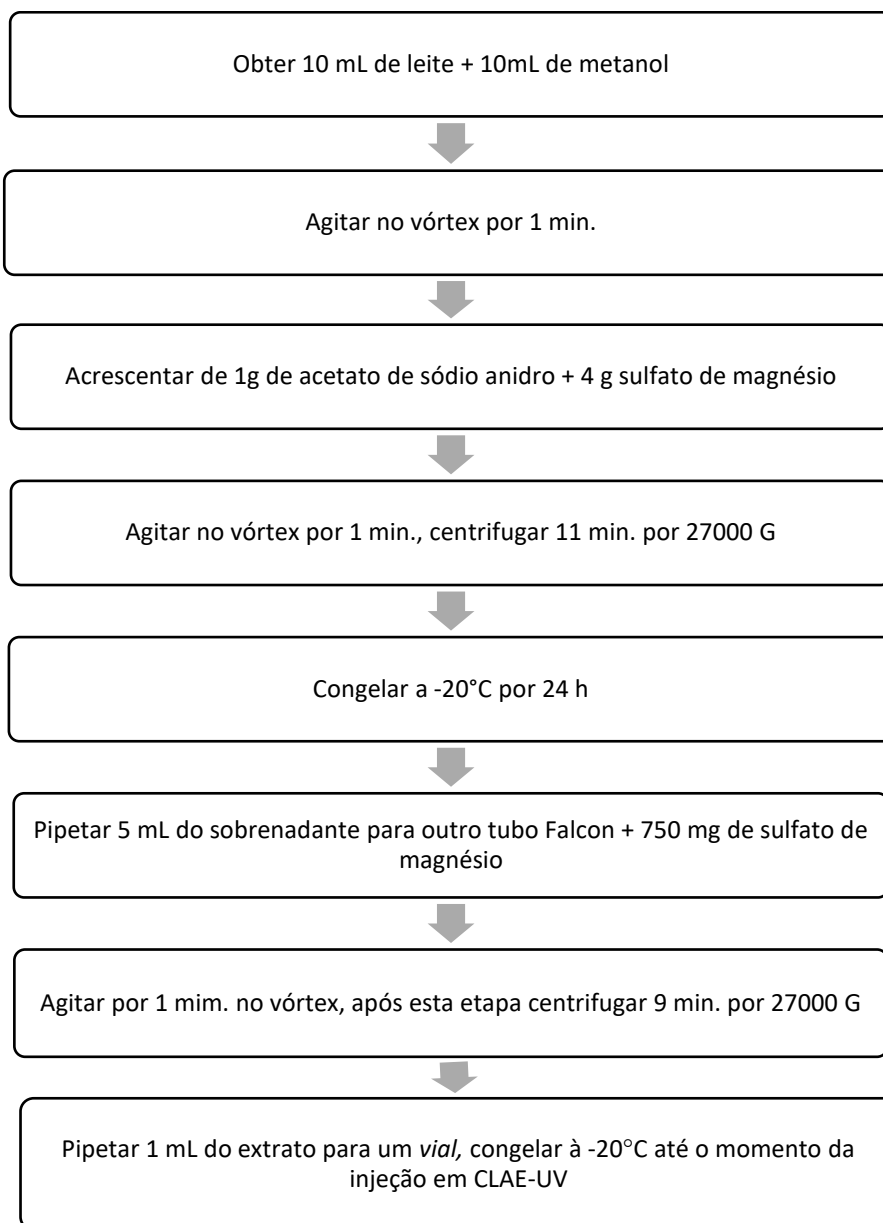 Obter 10 mL de leite + 10mL de metanol
Agitar no vórtex por 1 min.
Acrescentar de 1g de acetato de sódio anidro + 4 g sulfato de magnésio
Agitar no vórtex por 1 min., centrifugar 11 min. por 27000 G
Congelar a -20°C por 24 h
Pipetar 5 mL do sobrenadante para outro tubo Falcon + 750 mg de sulfato de
magnésio
Agitar por 1 mim. no vórtex, após esta etapa centrifugar 9 min. por 27000 G
Pipetar 1 mL do extrato para um vial, congelar à -20°C até o momento da
injeção em CLAE-UV